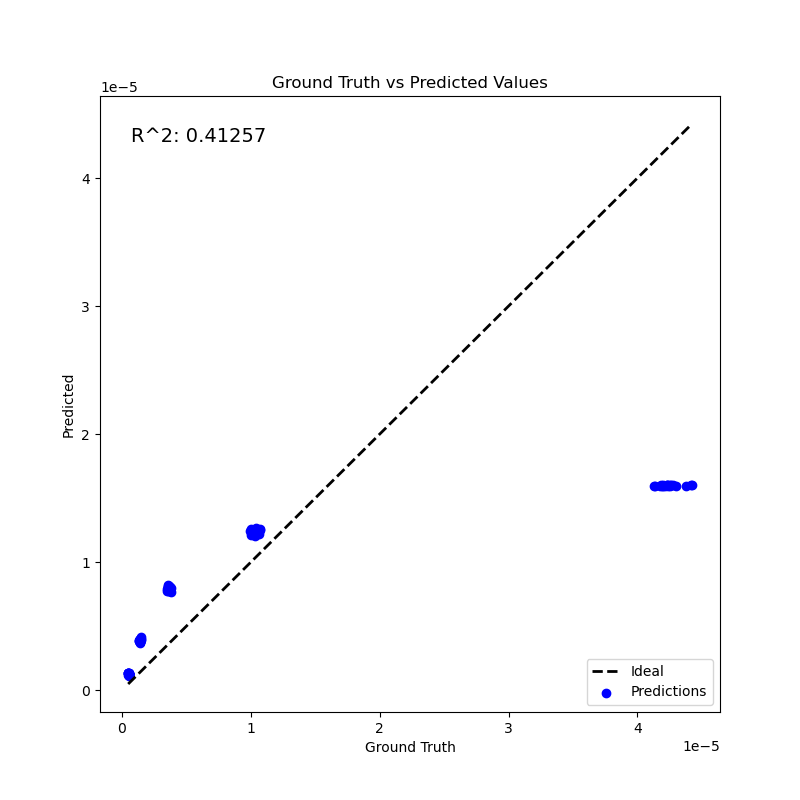 Ground Truth vs Predicted Values
1e−5
R^2: 0.41257
4
3
2
1
0
Predicted
Ideal
Predictions
0 1 2 3 4
Ground Truth
1e−5